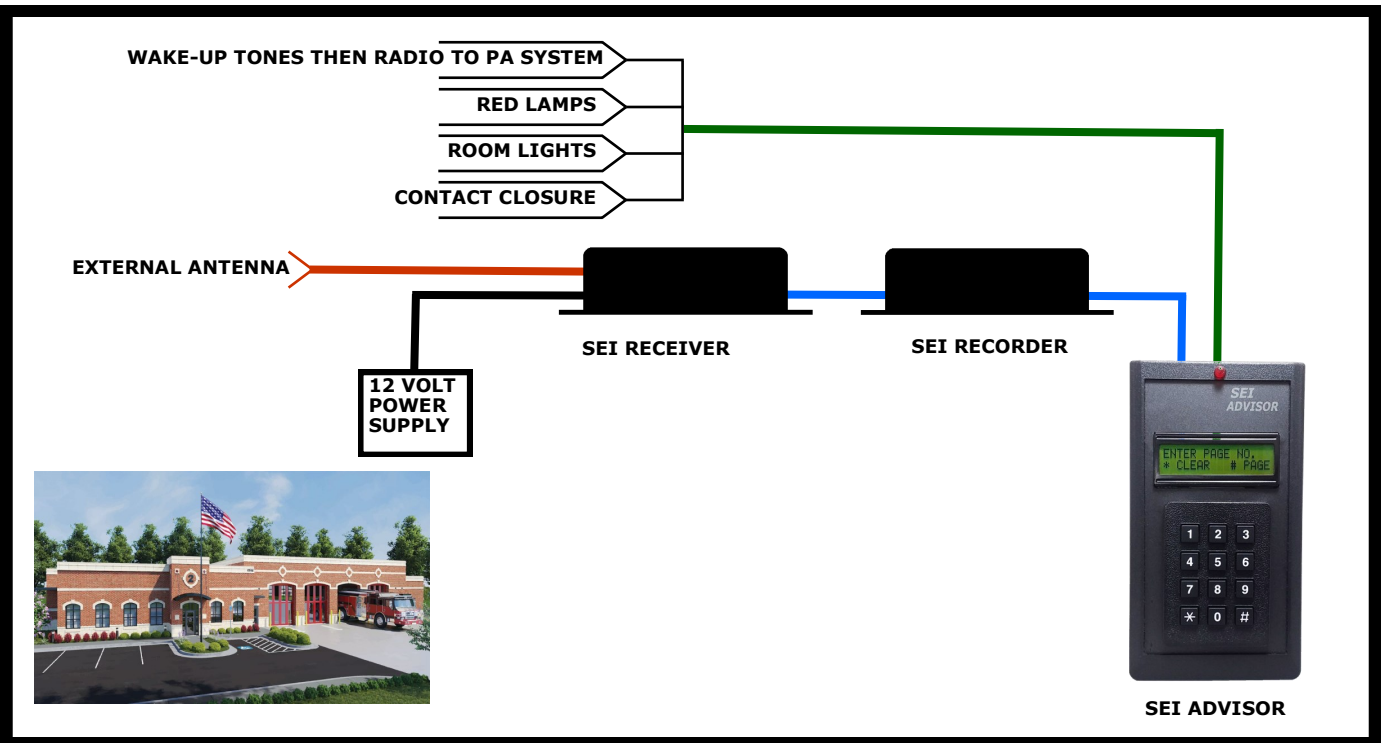 WAKE-UP TONES THEN RADIO TO PA SYSTEM
RED LAMPS
ROOM LIGHTS
CONTACT CLOSURE
EXTERNAL ANTENNA
SEI RECEIVER
SEI RECORDER
12 VOLT
POWER
SUPPLY
SEI
ADVISOR
ENTER PAGE NO.
* CLEAR # PAGE
1 2 3
4 5 6
7 8 9
* 0 #
SEI ADVISOR
2